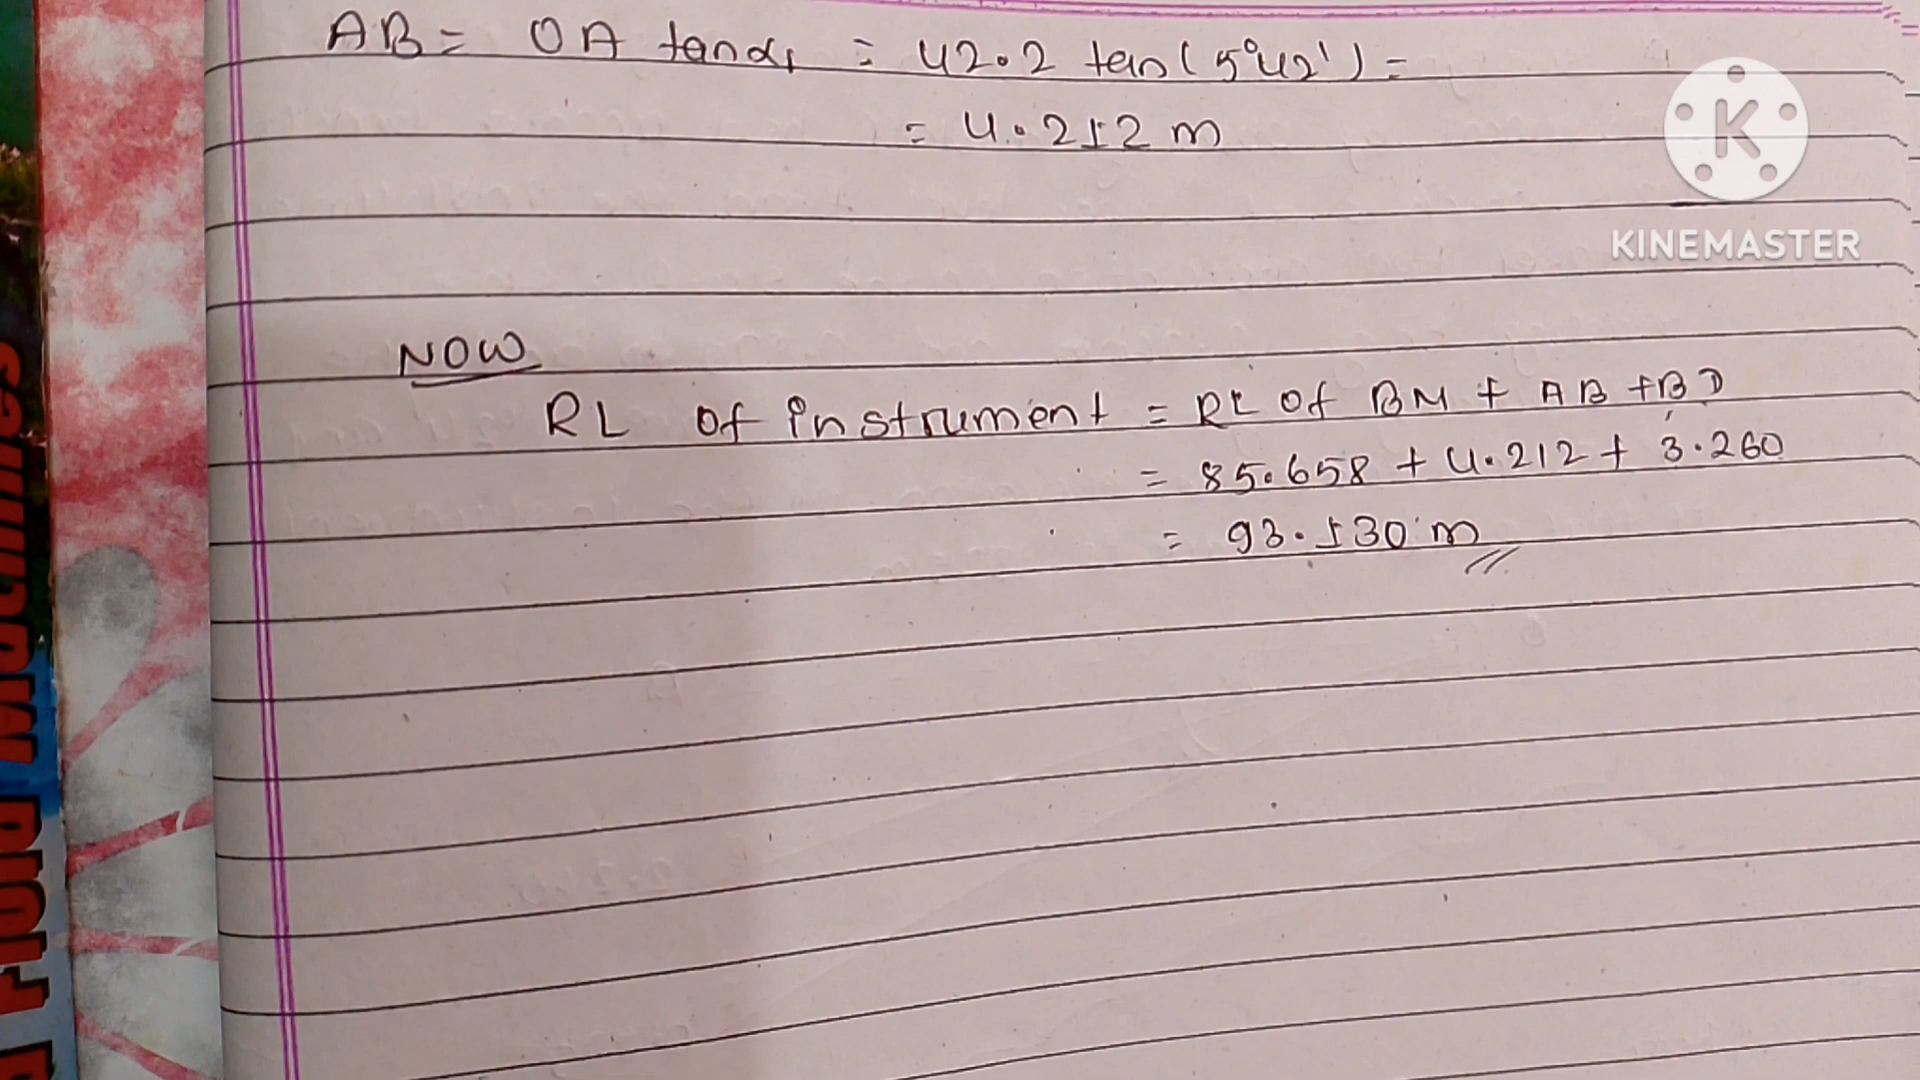 AB = OA tanα₁ = 42.2 tan(5°42') =
= 4.212 m
KINEMASTER
NOW
RL of instrument = RL of BM + AB + BD
= 85.658 + 4.212 + 3.260
= 93.130 m